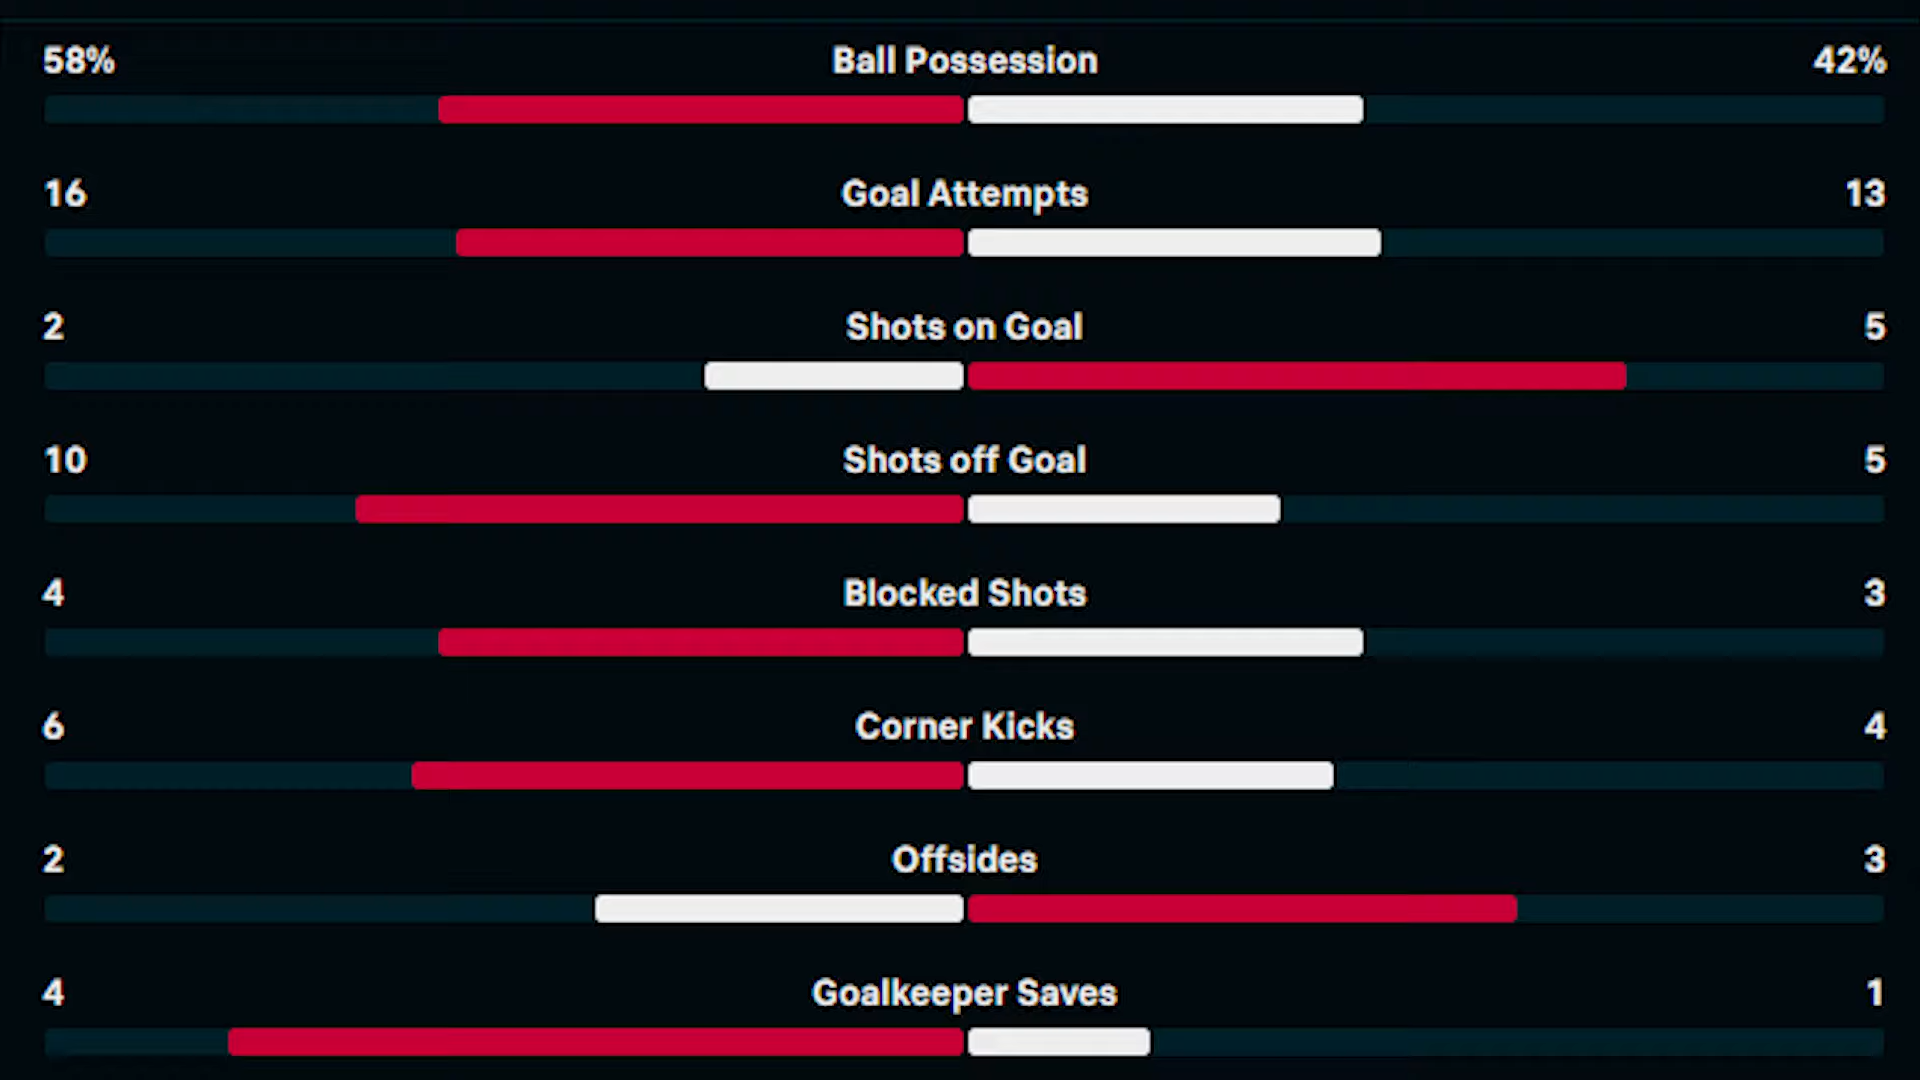 58% Ball Possession 42%
16 Goal Attempts 13
2 Shots on Goal 5
10 Shots off Goal 5
4 Blocked Shots 3
6 Corner Kicks 4
2 Offsides 3
4 Goalkeeper Saves 1